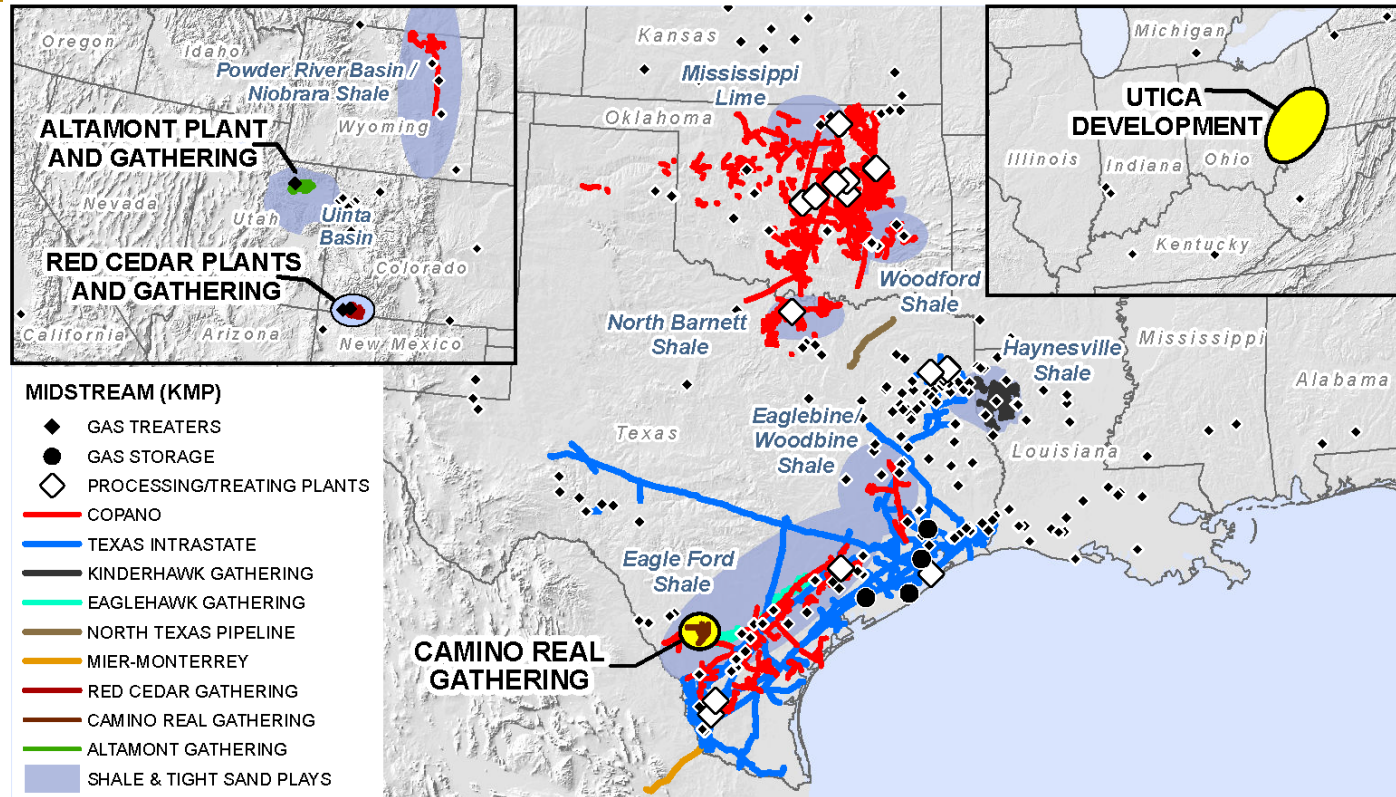 Oregon
Idaho
Powder River Basin /
Niobrara Shale
Wyoming
ALTAMONT PLANT
AND GATHERING
Nevada
Utah
Uinta
Basin
RED CEDAR PLANTS
AND GATHERING
Colorado
California
Arizona
New Mexico
Kansas
Mississippi
Lime
Oklahoma
Woodford
Shale
North Barnett
Shale
Michigan
UTICA
DEVELOPMENT
Illinois
Indiana
Ohio
Kentucky
Haynesville
Shale
Mississippi
Alabama
Eaglebine/
Woodbine
Shale
Texas
Louisiana
Eagle Ford
Shale
CAMINO REAL
GATHERING
MIDSTREAM (KMP)
GAS TREATERS
GAS STORAGE
PROCESSING/TREATING PLANTS
COPANO
TEXAS INTRASTATE
KINDERHAWK GATHERING
EAGLEHAWK GATHERING
NORTH TEXAS PIPELINE
MIER-MONTERREY
RED CEDAR GATHERING
CAMINO REAL GATHERING
ALTAMONT GATHERING
SHALE & TIGHT SAND PLAYS